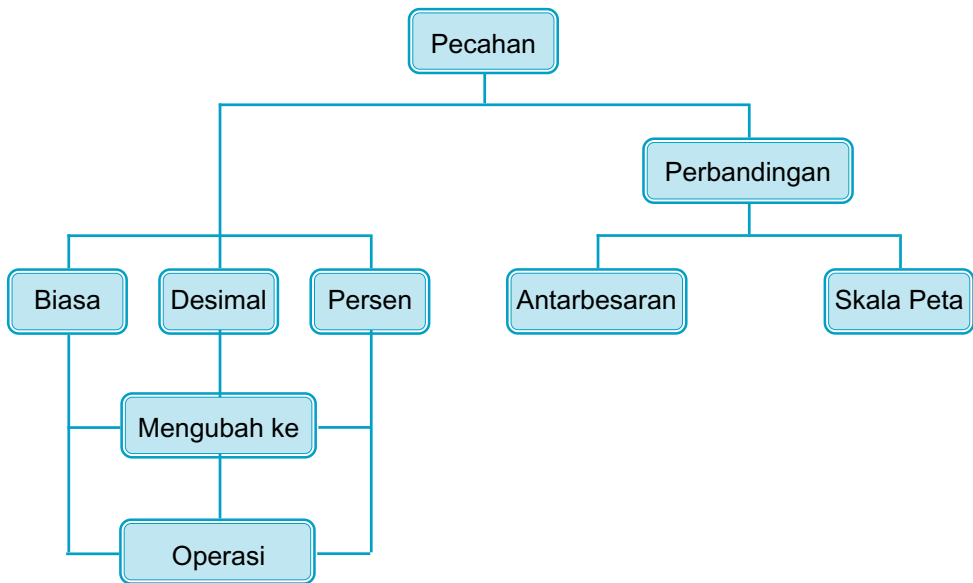 Pecahan
Perbandingan
Biasa
Desimal
Persen
Antarbesaran
Skala Peta
Mengubah ke
Operasi